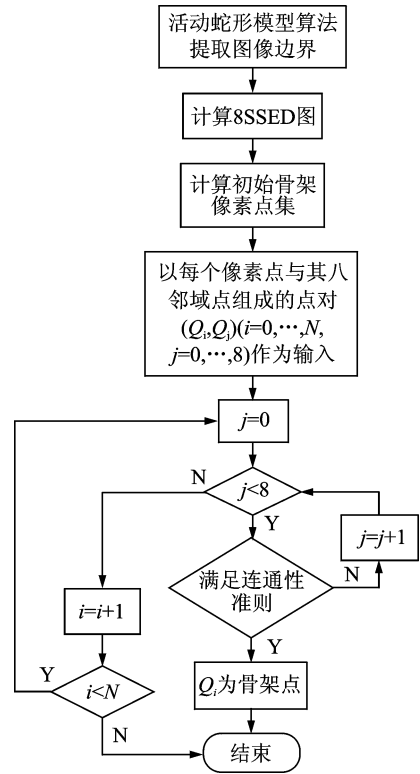 活动蛇形模型算法
提取图像边界
计算8SSED图
计算初始骨架
像素点集
以每个像素点与其八
邻域点组成的点对
(Qi,Qj)(i=0,…,N,
j=0,…,8)作为输入
j=0
N
j<8
Y
j=j+1
满足连通性
准则
N
i=i+1
Y
Y
i<N
Qi为骨架点
N
结束